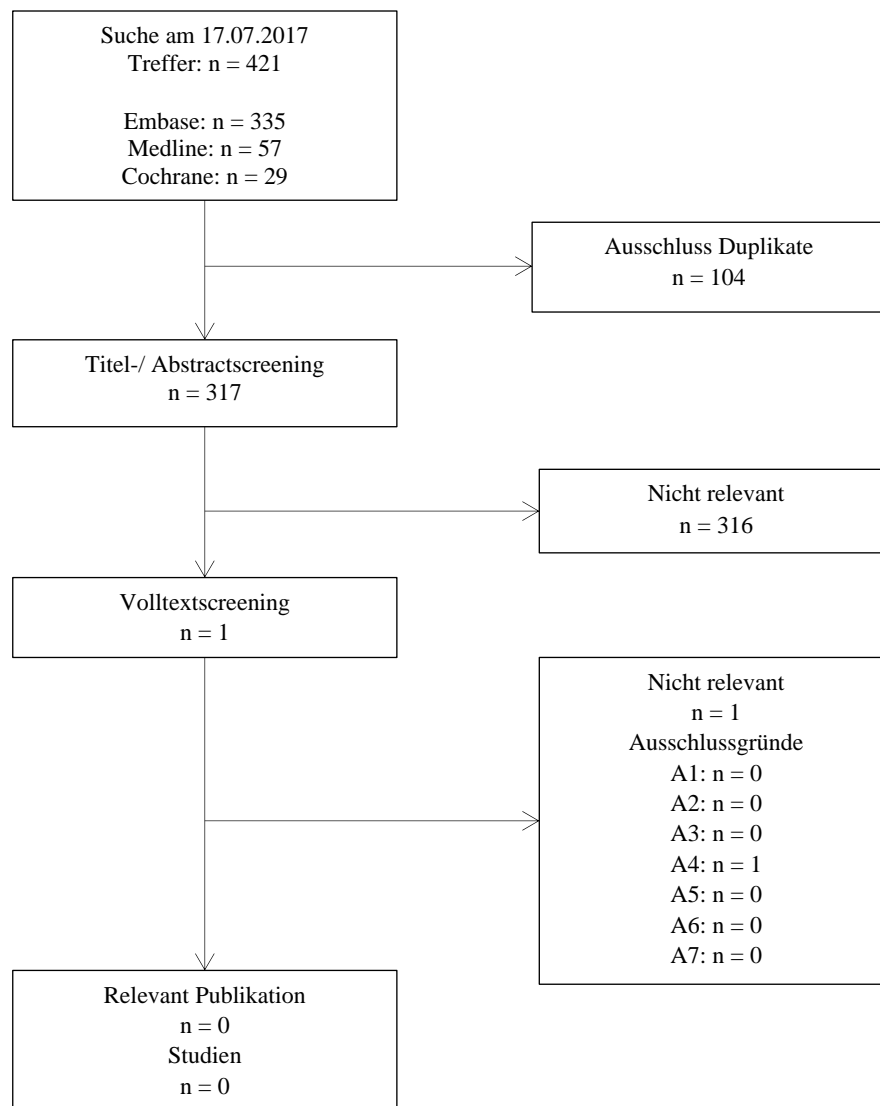 Suche am 17.07.2017
Treffer: n = 421
Embase: n = 335
Medline: n = 57
Cochrane: n = 29
Ausschluss Duplikate
n = 104
Titel-/ Abstractscreening
n = 317
Nicht relevant
n = 316
Volltextscreening
n = 1
Nicht relevant
n = 1
Ausschlussgründe
A1: n = 0
A2: n = 0
A3: n = 0
A4: n = 1
A5: n = 0
A6: n = 0
A7: n = 0
Relevant Publikation
n = 0
Studien
n = 0